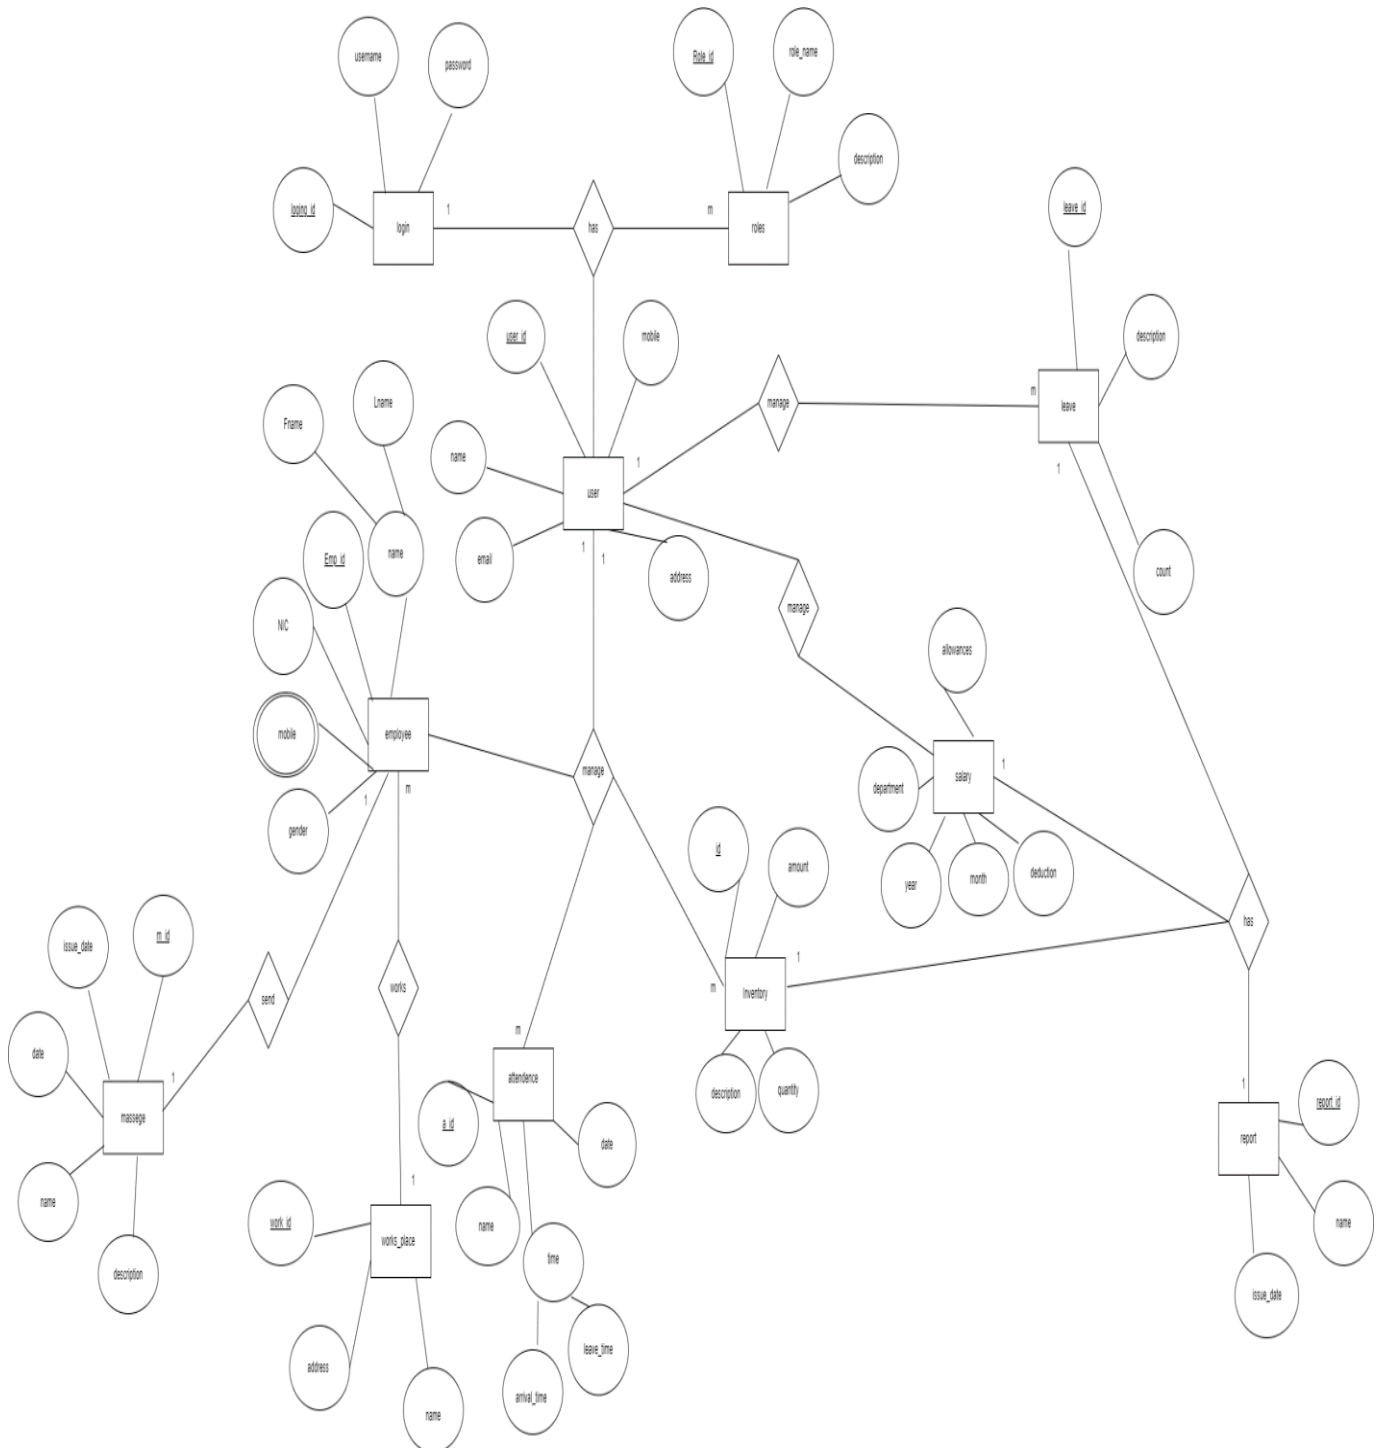 username
password
Role_id
role_name
description
loging_id
login
1
has
m
roles
leave_id
user_id
mobile
description
Lname
Fname
manage
m
leave
name
1
user
1
email
1
1
address
count
Emp_id
name
manage
NIC
allowances
mobile
employee
manage
salary
1
department
1
m
gender
id
amount
year
month
deduction
issue_date
m_id
send
works
1
inventory
m
has
date
1
massege
m
attendence
description
quantity
1
report_id
a_id
date
report
name
1
work_id
works_place
name
time
name
description
issue_date
address
leave_time
arrival_time
name